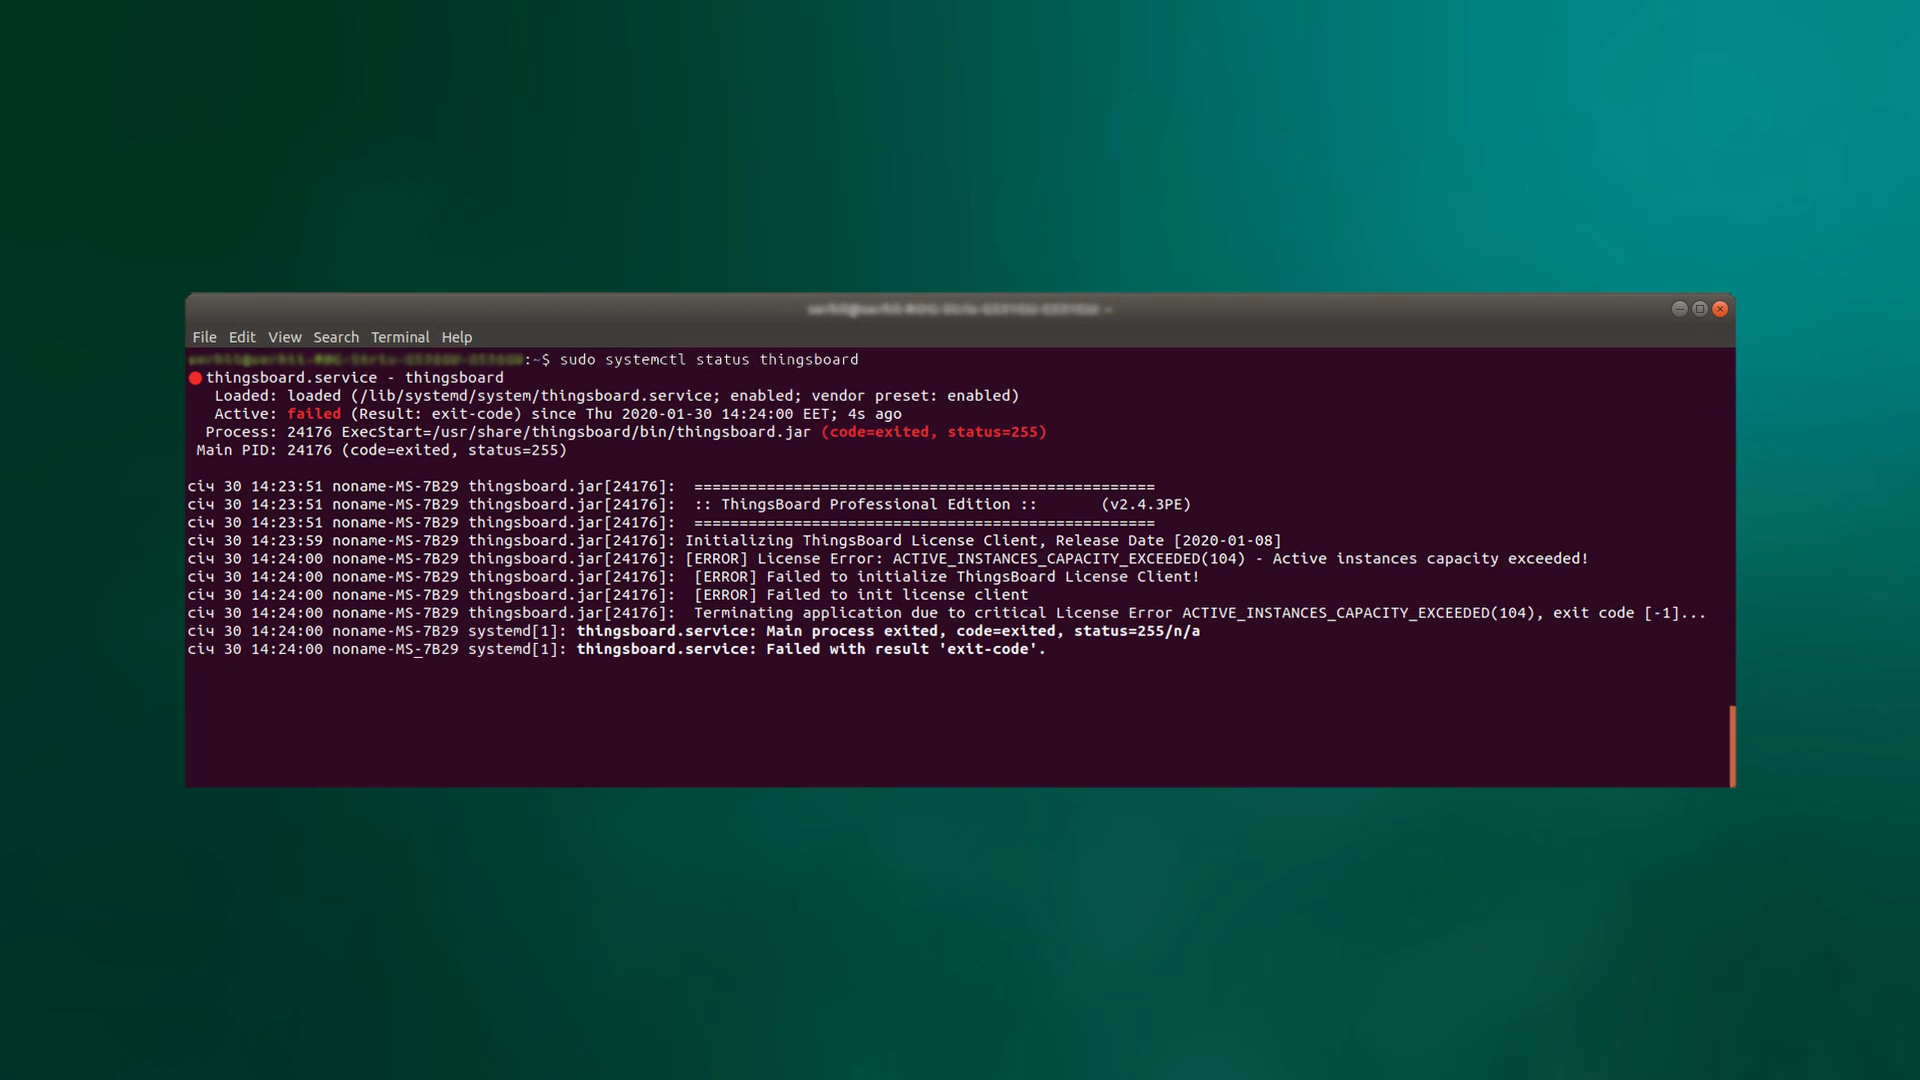 File Edit View Search Terminal Help
:~$ sudo systemctl status thingsboard
thingsboard.service - thingsboard
Loaded: loaded (/lib/systemd/system/thingsboard.service; enabled; vendor preset: enabled)
Active: failed (Result: exit-code) since Thu 2020-01-30 14:24:00 EET; 4s ago
Process: 24176 ExecStart=/usr/share/thingsboard/bin/thingsboard.jar (code=exited, status=255)
Main PID: 24176 (code=exited, status=255)
січ 30 14:23:51 noname-MS-7B29 thingsboard.jar[24176]:  ===================================================
січ 30 14:23:51 noname-MS-7B29 thingsboard.jar[24176]:  :: ThingsBoard Professional Edition ::       (v2.4.3PE)
січ 30 14:23:51 noname-MS-7B29 thingsboard.jar[24176]:  ===================================================
січ 30 14:23:59 noname-MS-7B29 thingsboard.jar[24176]: Initializing ThingsBoard License Client, Release Date [2020-01-08]
січ 30 14:24:00 noname-MS-7B29 thingsboard.jar[24176]: [ERROR] License Error: ACTIVE_INSTANCES_CAPACITY_EXCEEDED(104) - Active instances capacity exceeded!
січ 30 14:24:00 noname-MS-7B29 thingsboard.jar[24176]:  [ERROR] Failed to initialize ThingsBoard License Client!
січ 30 14:24:00 noname-MS-7B29 thingsboard.jar[24176]:  [ERROR] Failed to init license client
січ 30 14:24:00 noname-MS-7B29 thingsboard.jar[24176]:  Terminating application due to critical License Error ACTIVE_INSTANCES_CAPACITY_EXCEEDED(104), exit code [-1]...
січ 30 14:24:00 noname-MS-7B29 systemd[1]: thingsboard.service: Main process exited, code=exited, status=255/n/a
січ 30 14:24:00 noname-MS-7B29 systemd[1]: thingsboard.service: Failed with result 'exit-code'.